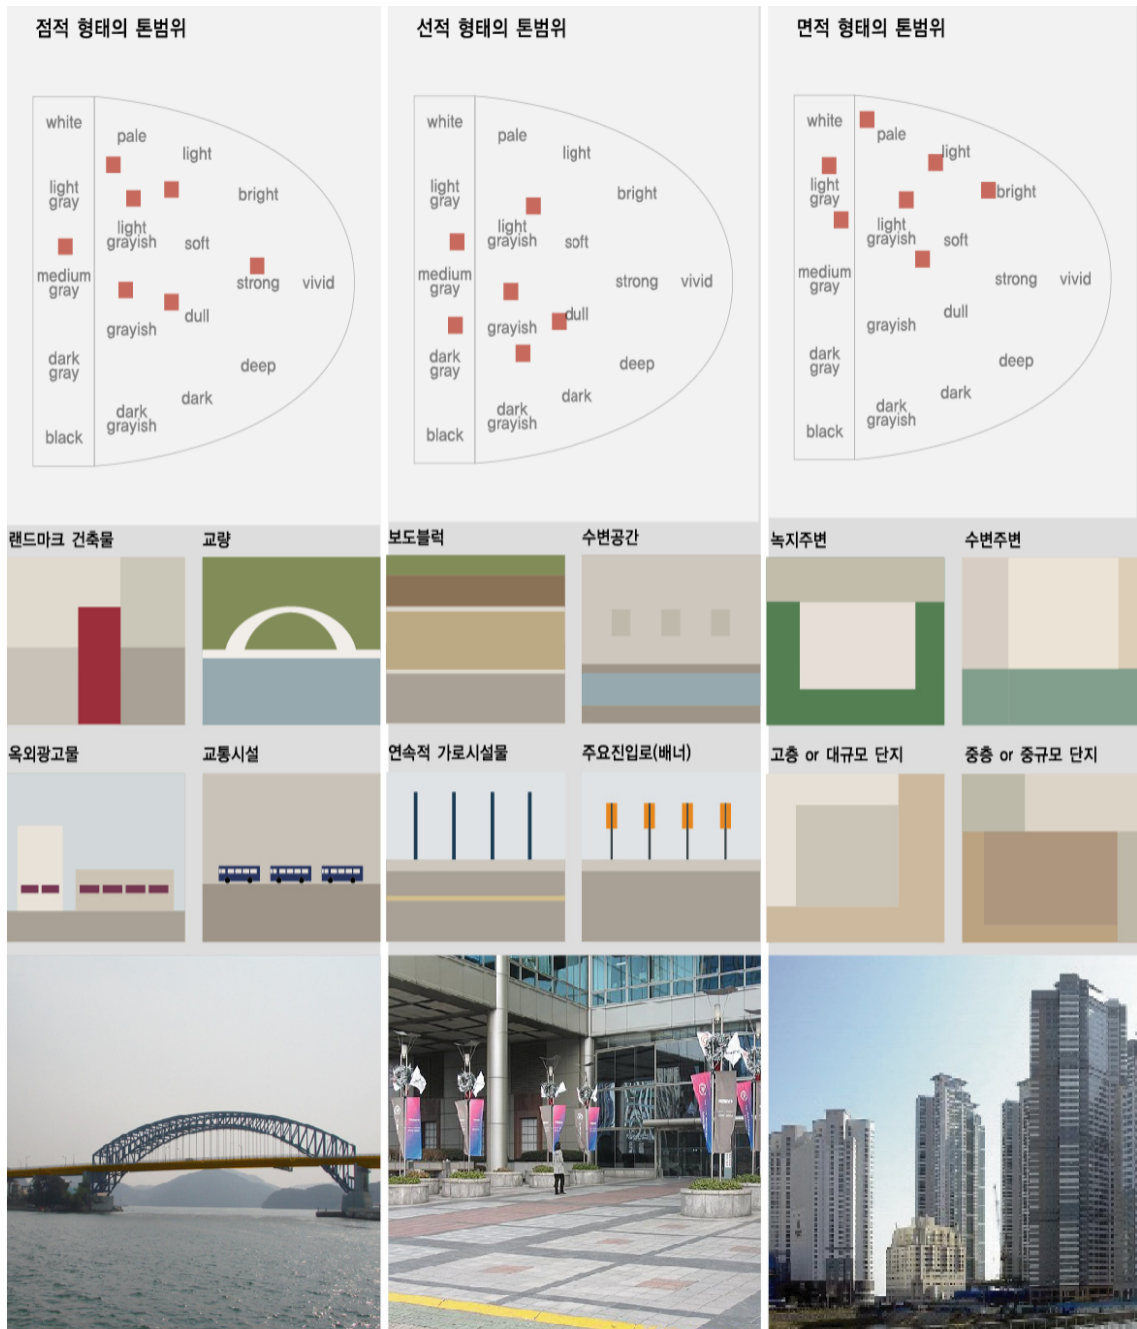 점적 형태의 톤범위
white
pale
light
light
gray
bright
light
grayish
soft
medium
gray
strong
vivid
grayish
dull
dark
gray
deep
dark
dark
grayish
black
랜드마크 건축물
교량
옥외광고물
교통시설
선적 형태의 톤범위
white
pale
light
light
gray
bright
light
grayish
soft
medium
gray
strong
vivid
grayish
dull
dark
gray
deep
dark
dark
grayish
black
보도블럭
수변공간
연속적 가로시설물
주요진입로(배너)
면적 형태의 톤범위
white
pale
light
light
gray
bright
light
grayish
soft
medium
gray
strong
vivid
grayish
dull
dark
gray
deep
dark
dark
grayish
black
녹지주변
수변주변
고층 or 대규모 단지
중층 or 중규모 단지